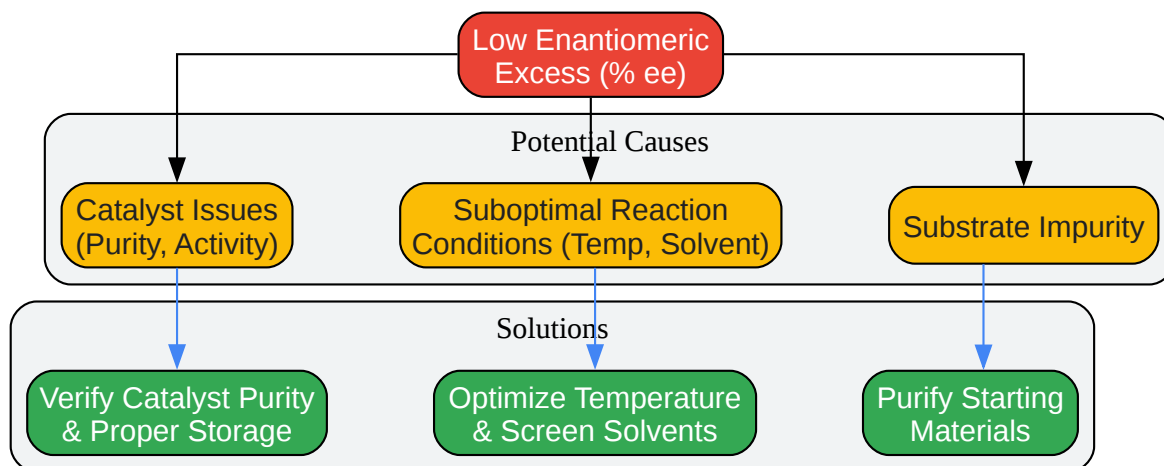 Low Enantiomeric
Excess (% ee)
Potential Causes
Catalyst Issues
(Purity, Activity)
Suboptimal Reaction
Conditions (Temp, Solvent)
Substrate Impurity
Solutions
Verify Catalyst Purity
& Proper Storage
Optimize Temperature
& Screen Solvents
Purify Starting
Materials